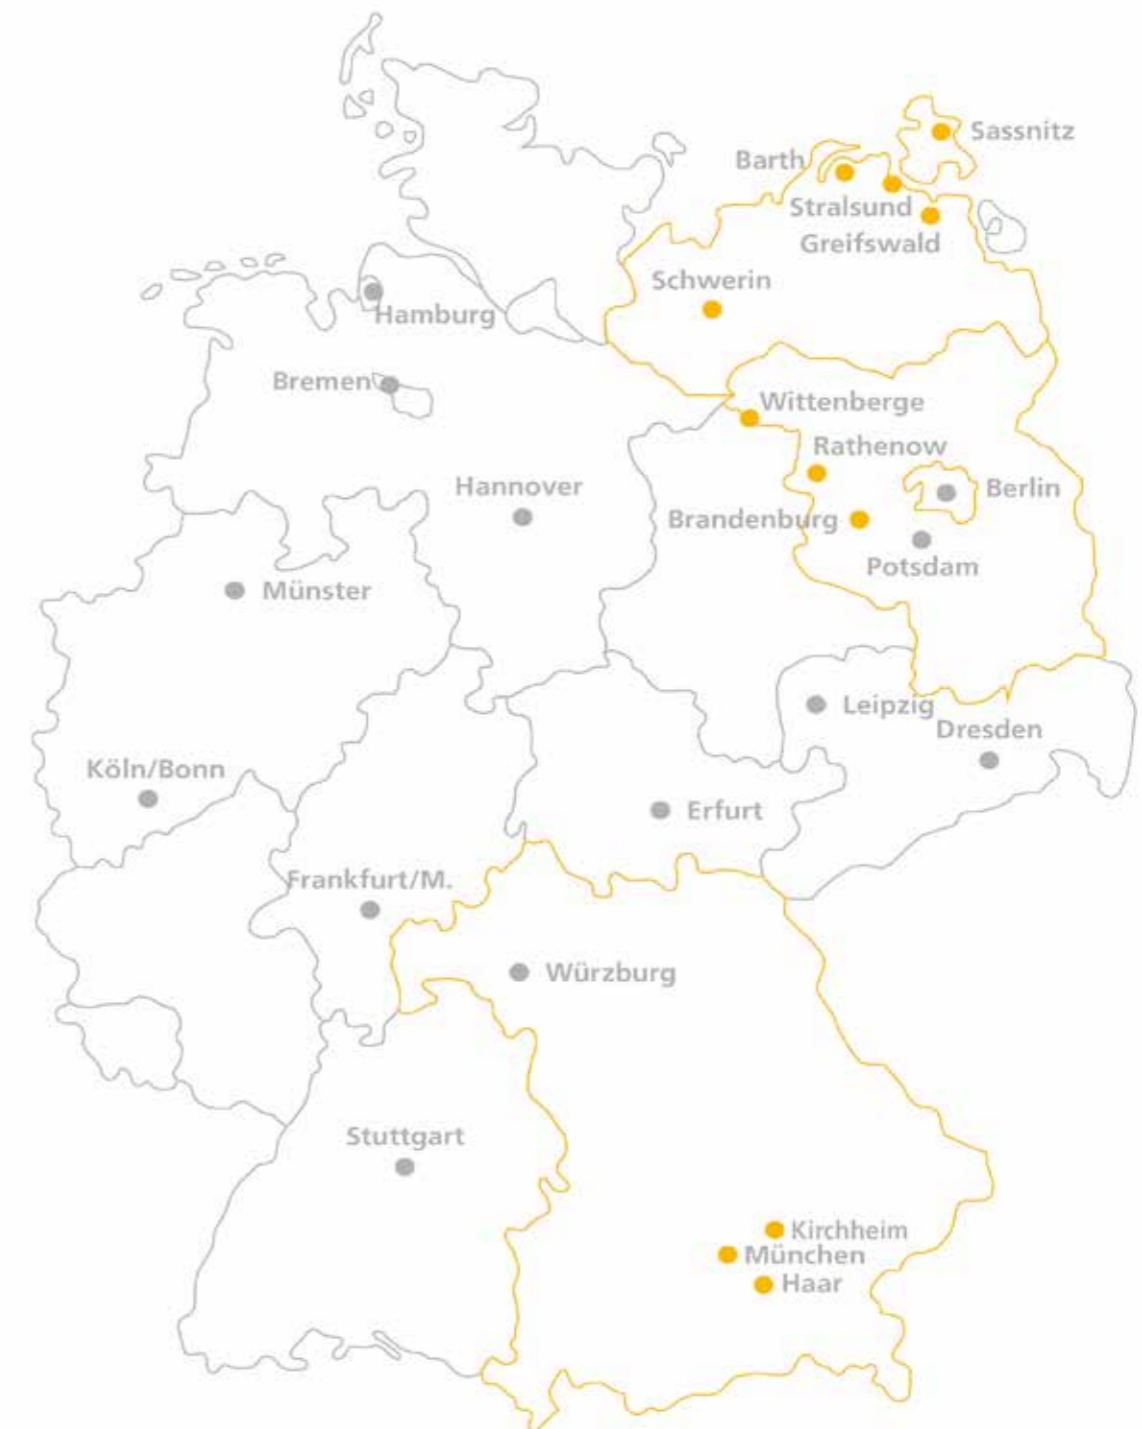 Sassnitz
Barth
Stralsund
Greifswald
Schwerin
Hamburg
Bremen
Wittenberge
Rathenow
Hannover
Berlin
Brandenburg
Potsdam
Münster
Leipzig
Dresden
Köln/Bonn
Erfurt
Frankfurt/M.
Würzburg
Stuttgart
Kirchheim
München
Haar